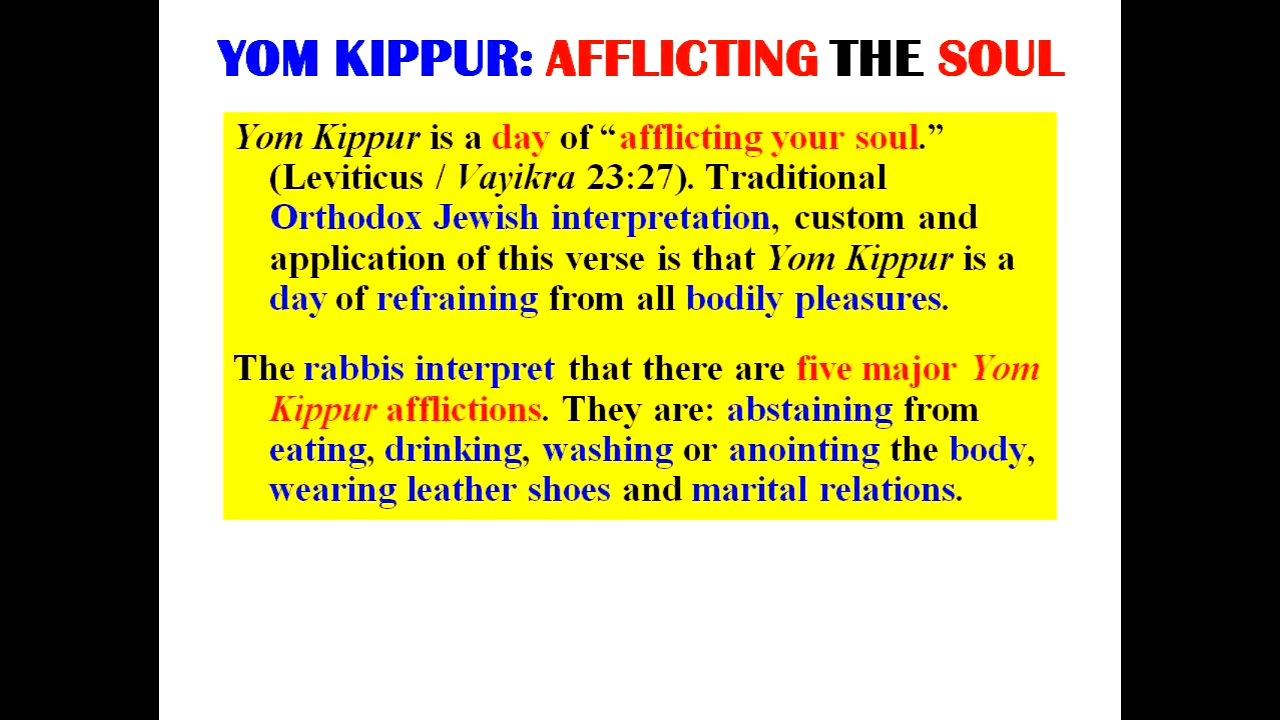 YOM KIPPUR: AFFLICTING THE SOUL
Yom Kippur is a day of “afflicting your soul.”
(Leviticus / Vayikra 23:27). Traditional
Orthodox Jewish interpretation, custom and
application of this verse is that Yom Kippur is a
day of refraining from all bodily pleasures.
The rabbis interpret that there are five major Yom
Kippur afflictions. They are: abstaining from
eating, drinking, washing or anointing the body,
wearing leather shoes and marital relations.